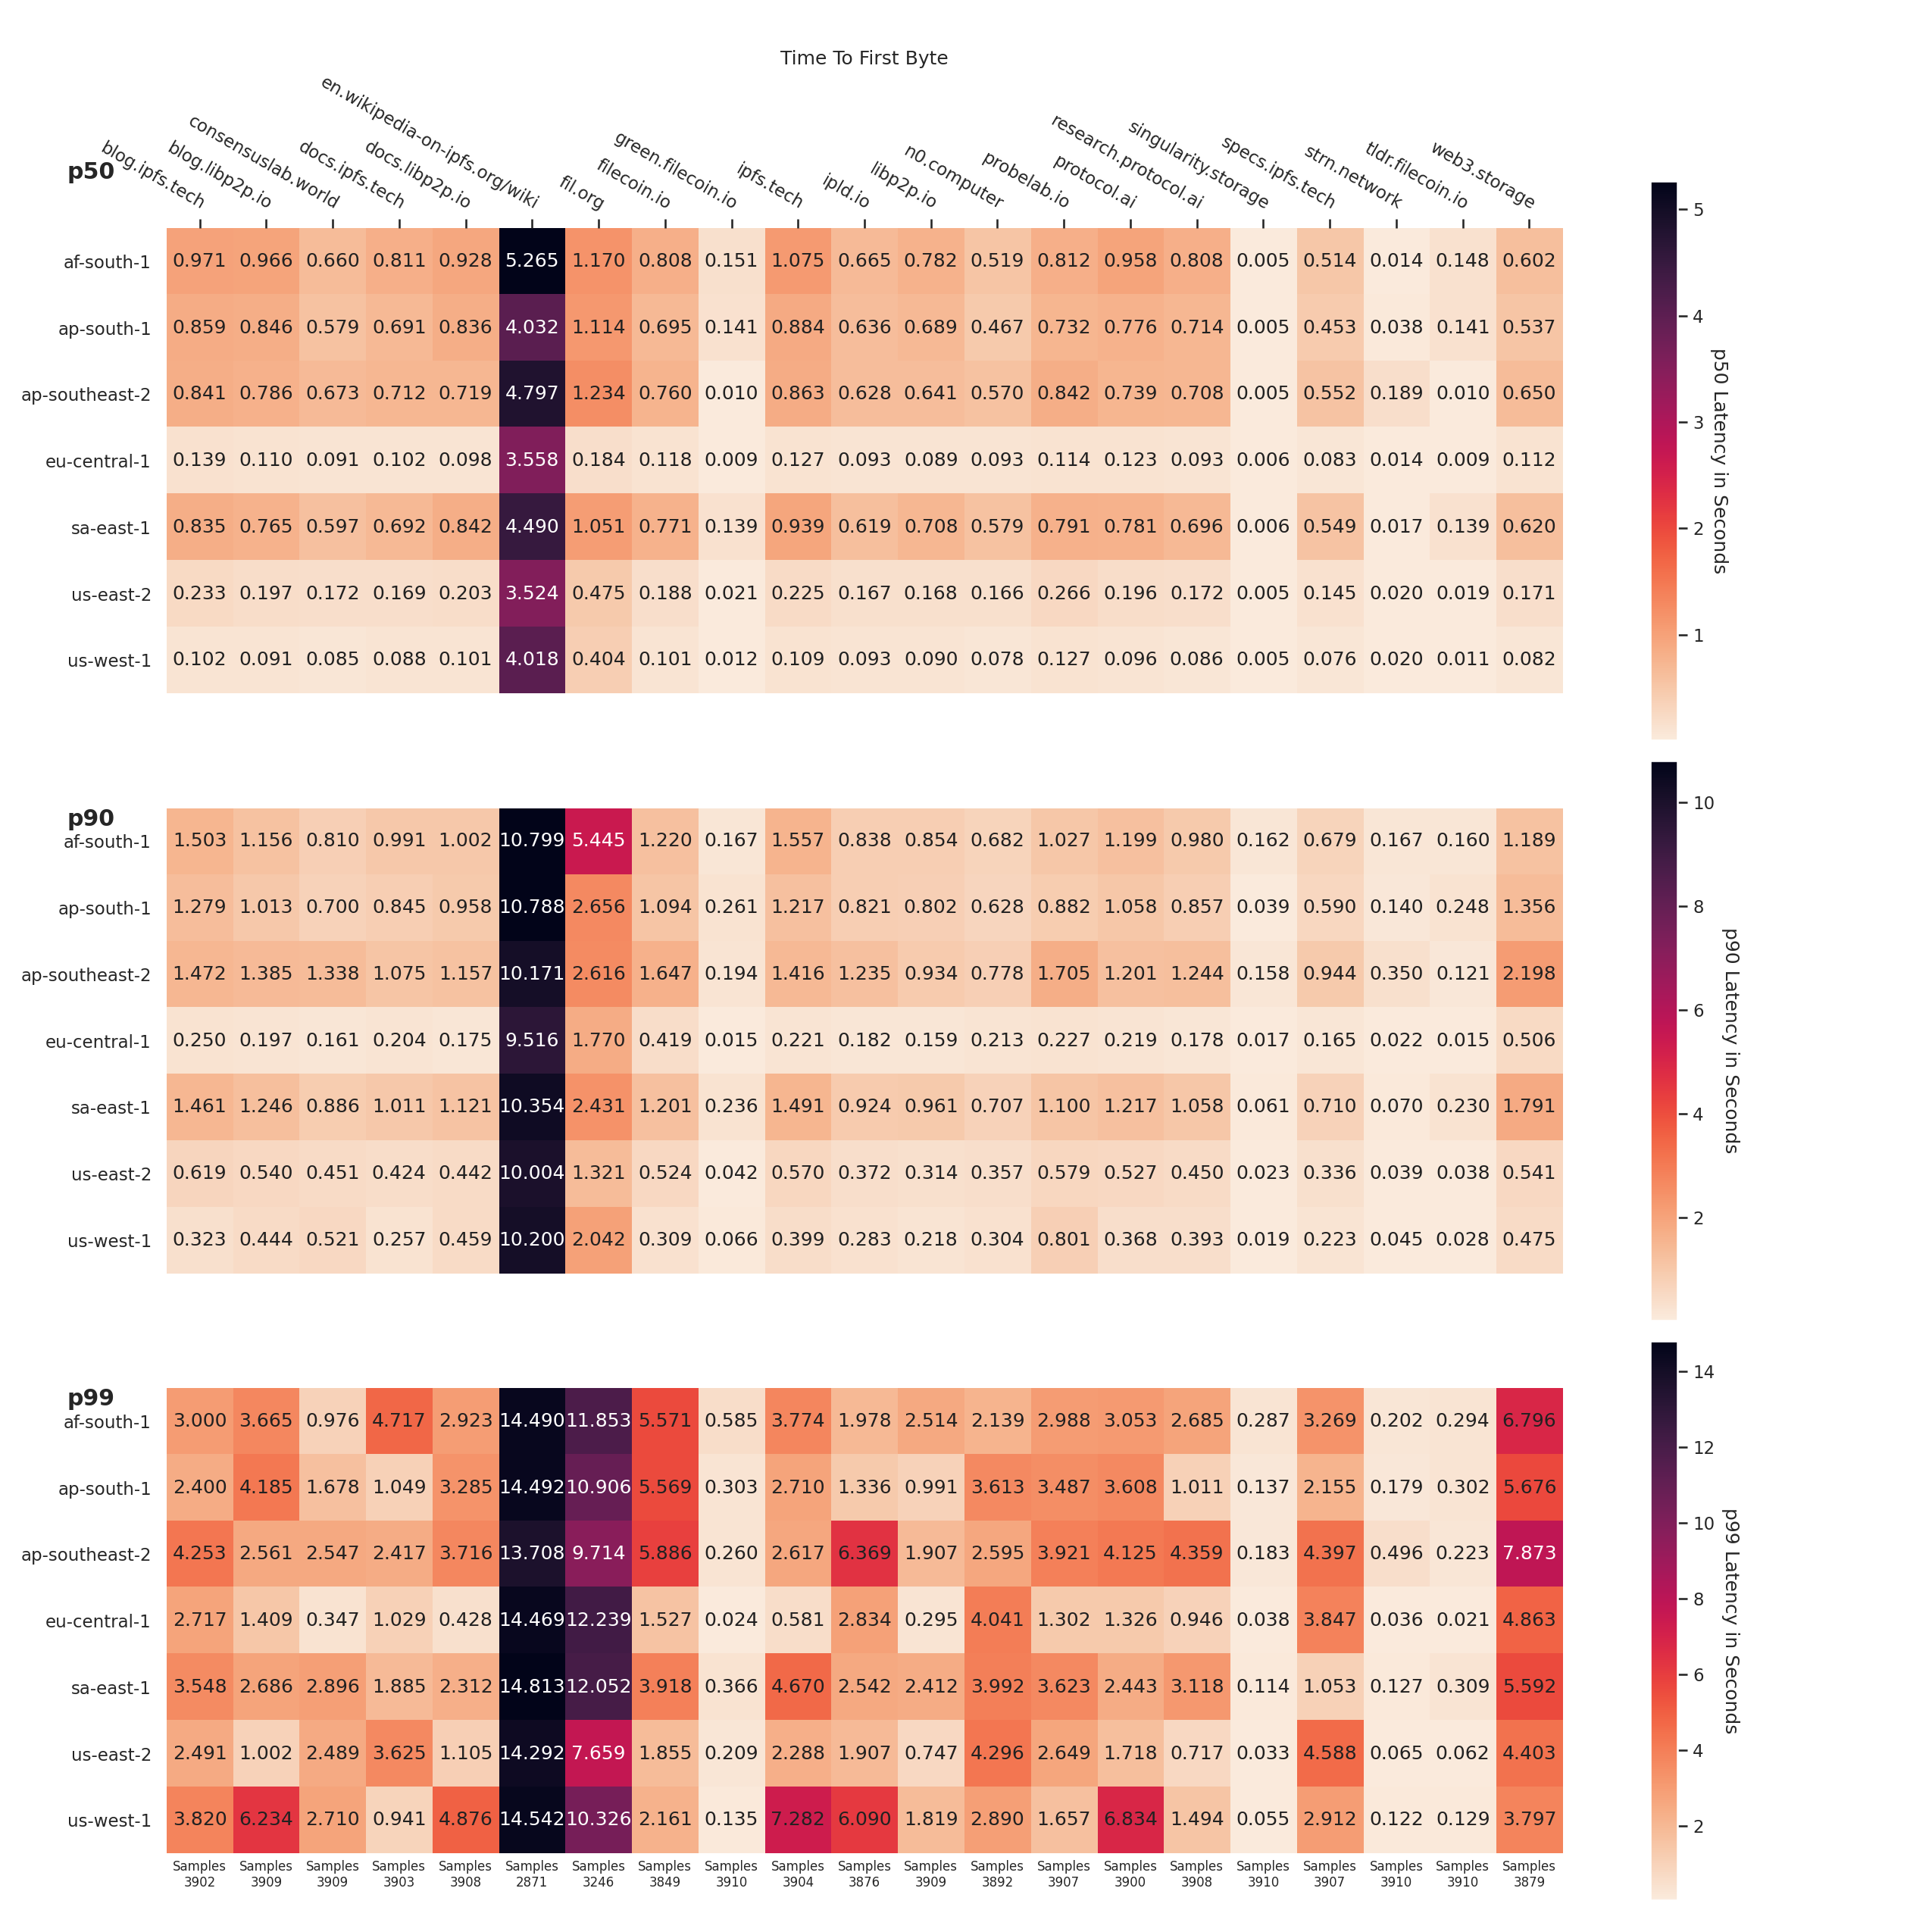 Time To First Byte
p50
blog.ipfs.tech
blog.libp2p.io
consensuslab.world
docs.ipfs.tech
docs.libp2p.io
en.wikipedia-on-ipfs.org/wiki
fil.org
filecoin.io
green.filecoin.io
ipfs.tech
ipld.io
libp2p.io
n0.computer
probelab.io
protocol.ai
research.protocol.ai
singularity.storage
specs.ipfs.tech
strn.network
tldr.filecoin.io
web3.storage
af-south-1 0.971 0.966 0.660 0.811 0.928 5.265 1.170 0.808 0.151 1.075 0.665 0.782 0.519 0.812 0.958 0.808 0.005 0.514 0.014 0.148 0.602
ap-south-1 0.859 0.846 0.579 0.691 0.836 4.032 1.114 0.695 0.141 0.884 0.636 0.689 0.467 0.732 0.776 0.714 0.005 0.453 0.038 0.141 0.537
ap-southeast-2 0.841 0.786 0.673 0.712 0.719 4.797 1.234 0.760 0.010 0.863 0.628 0.641 0.570 0.842 0.739 0.708 0.005 0.552 0.189 0.010 0.650
eu-central-1 0.139 0.110 0.091 0.102 0.098 3.558 0.184 0.118 0.009 0.127 0.093 0.089 0.093 0.114 0.123 0.093 0.006 0.083 0.014 0.009 0.112
sa-east-1 0.835 0.765 0.597 0.692 0.842 4.490 1.051 0.771 0.139 0.939 0.619 0.708 0.579 0.791 0.781 0.696 0.006 0.549 0.017 0.139 0.620
us-east-2 0.233 0.197 0.172 0.169 0.203 3.524 0.475 0.188 0.021 0.225 0.167 0.168 0.166 0.266 0.196 0.172 0.005 0.145 0.020 0.019 0.171
us-west-1 0.102 0.091 0.085 0.088 0.101 4.018 0.404 0.101 0.012 0.109 0.093 0.090 0.078 0.127 0.096 0.086 0.005 0.076 0.020 0.011 0.082
5
4
3
2
1
p50 Latency in Seconds
p90
af-south-1 1.503 1.156 0.810 0.991 1.002 10.799 5.445 1.220 0.167 1.557 0.838 0.854 0.682 1.027 1.199 0.980 0.162 0.679 0.167 0.160 1.189
ap-south-1 1.279 1.013 0.700 0.845 0.958 10.788 2.656 1.094 0.261 1.217 0.821 0.802 0.628 0.882 1.058 0.857 0.039 0.590 0.140 0.248 1.356
ap-southeast-2 1.472 1.385 1.338 1.075 1.157 10.171 2.616 1.647 0.194 1.416 1.235 0.934 0.778 1.705 1.201 1.244 0.158 0.944 0.350 0.121 2.198
eu-central-1 0.250 0.197 0.161 0.204 0.175 9.516 1.770 0.419 0.015 0.221 0.182 0.159 0.213 0.227 0.219 0.178 0.017 0.165 0.022 0.015 0.506
sa-east-1 1.461 1.246 0.886 1.011 1.121 10.354 2.431 1.201 0.236 1.491 0.924 0.961 0.707 1.100 1.217 1.058 0.061 0.710 0.070 0.230 1.791
us-east-2 0.619 0.540 0.451 0.424 0.442 10.004 1.321 0.524 0.042 0.570 0.372 0.314 0.357 0.579 0.527 0.450 0.023 0.336 0.039 0.038 0.541
us-west-1 0.323 0.444 0.521 0.257 0.459 10.200 2.042 0.309 0.066 0.399 0.283 0.218 0.304 0.801 0.368 0.393 0.019 0.223 0.045 0.028 0.475
10
8
6
4
2
p90 Latency in Seconds
p99
af-south-1 3.000 3.665 0.976 4.717 2.923 14.490 11.853 5.571 0.585 3.774 1.978 2.514 2.139 2.988 3.053 2.685 0.287 3.269 0.202 0.294 6.796
ap-south-1 2.400 4.185 1.678 1.049 3.285 14.492 10.906 5.569 0.303 2.710 1.336 0.991 3.613 3.487 3.608 1.011 0.137 2.155 0.179 0.302 5.676
ap-southeast-2 4.253 2.561 2.547 2.417 3.716 13.708 9.714 5.886 0.260 2.617 6.369 1.907 2.595 3.921 4.125 4.359 0.183 4.397 0.496 0.223 7.873
eu-central-1 2.717 1.409 0.347 1.029 0.428 14.469 12.239 1.527 0.024 0.581 2.834 0.295 4.041 1.302 1.326 0.946 0.038 3.847 0.036 0.021 4.863
sa-east-1 3.548 2.686 2.896 1.885 2.312 14.813 12.052 3.918 0.366 4.670 2.542 2.412 3.992 3.623 2.443 3.118 0.114 1.053 0.127 0.309 5.592
us-east-2 2.491 1.002 2.489 3.625 1.105 14.292 7.659 1.855 0.209 2.288 1.907 0.747 4.296 2.649 1.718 0.717 0.033 4.588 0.065 0.062 4.403
us-west-1 3.820 6.234 2.710 0.941 4.876 14.542 10.326 2.161 0.135 7.282 6.090 1.819 2.890 1.657 6.834 1.494 0.055 2.912 0.122 0.129 3.797
Samples Samples Samples Samples Samples Samples Samples Samples Samples Samples Samples Samples Samples Samples Samples Samples Samples Samples Samples Samples Samples
3902 3909 3909 3903 3908 2871 3246 3849 3910 3904 3876 3909 3892 3907 3900 3908 3910 3907 3910 3910 3879
14
12
10
8
6
4
2
p99 Latency in Seconds